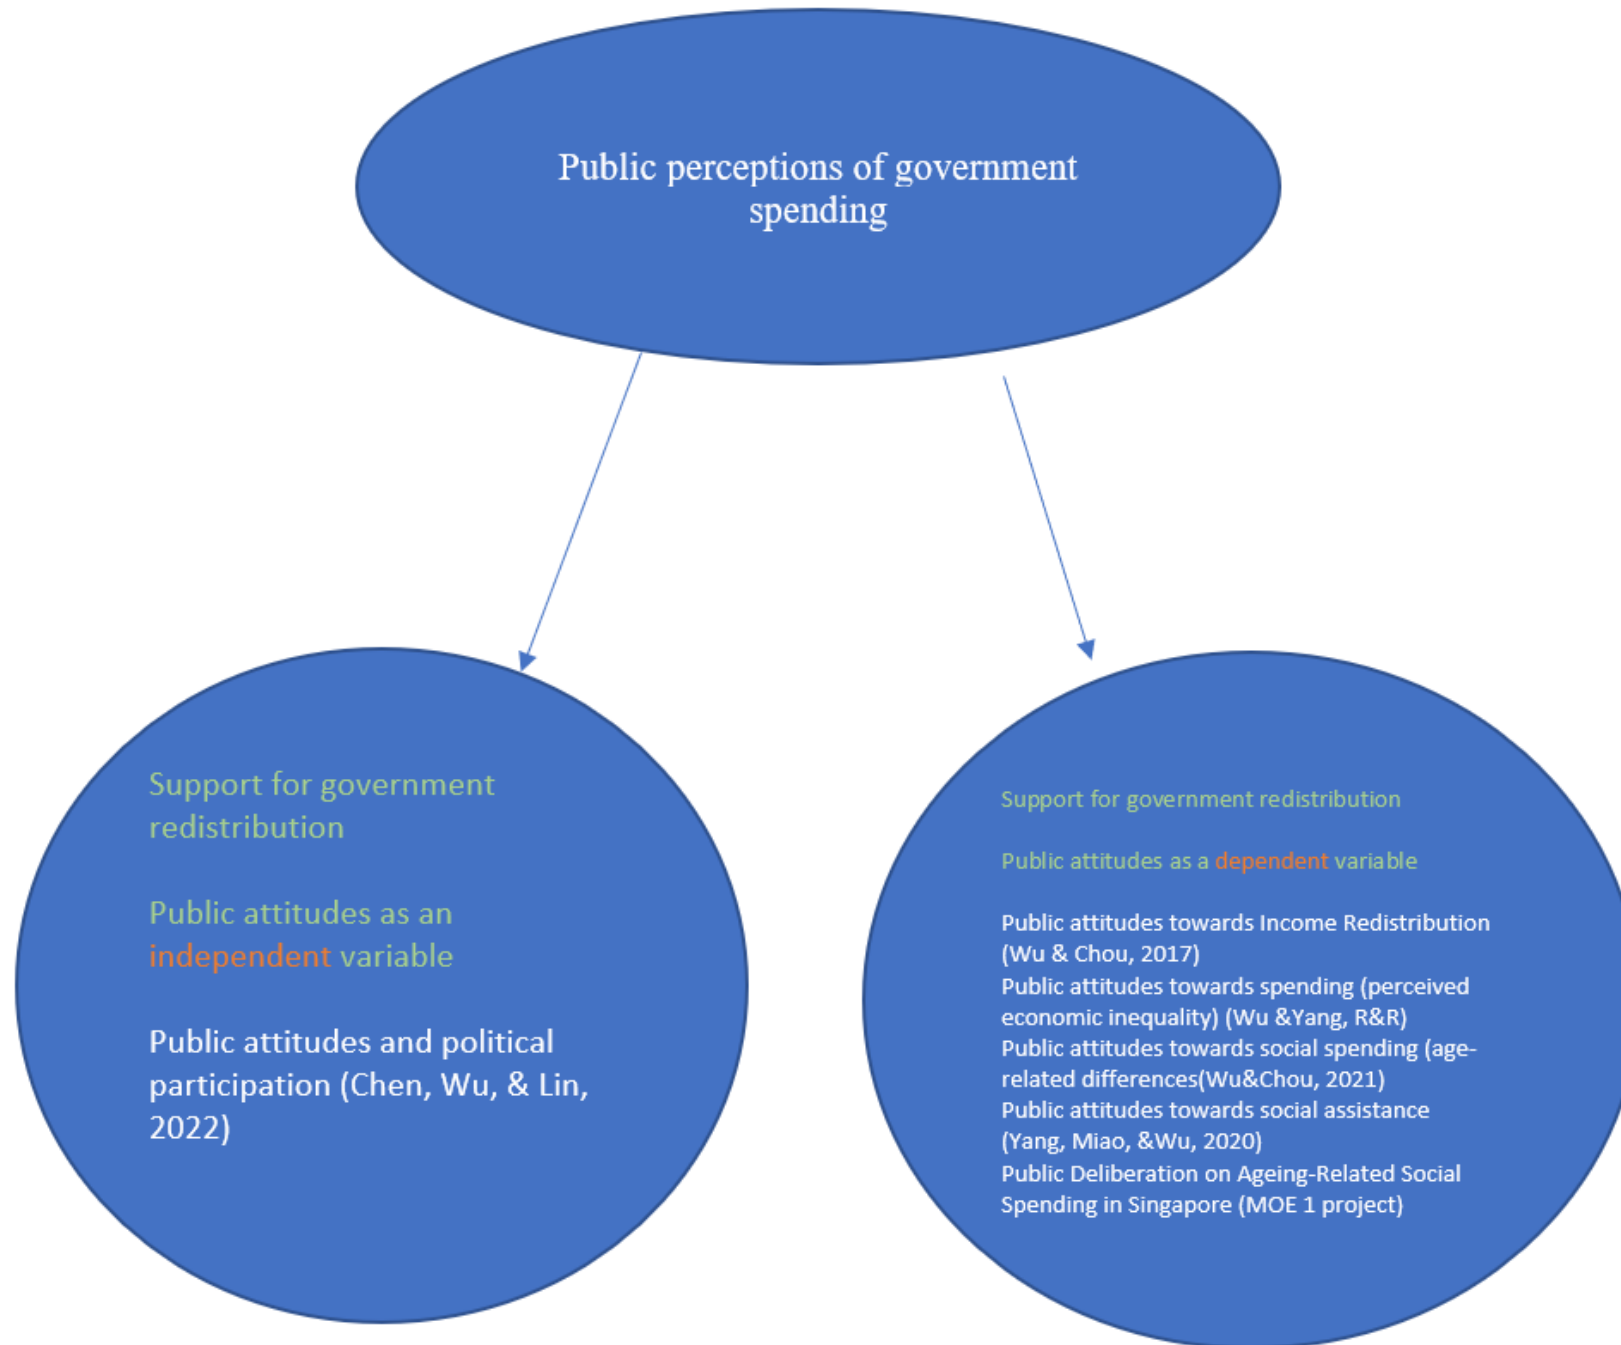 Public perceptions of government
spending
Support for government
redistribution
Public attitudes as an
independent variable
Public attitudes and political
participation (Chen, Wu, & Lin,
2022)
Support for government redistribution
Public attitudes as a dependent variable
Public attitudes towards Income Redistribution
(Wu & Chou, 2017)
Public attitudes towards spending (perceived
economic inequality) (Wu &Yang, R&R)
Public attitudes towards social spending (age-
related differences(Wu&Chou, 2021)
Public attitudes towards social assistance
(Yang, Miao, &Wu, 2020)
Public Deliberation on Ageing-Related Social
Spending in Singapore (MOE 1 project)